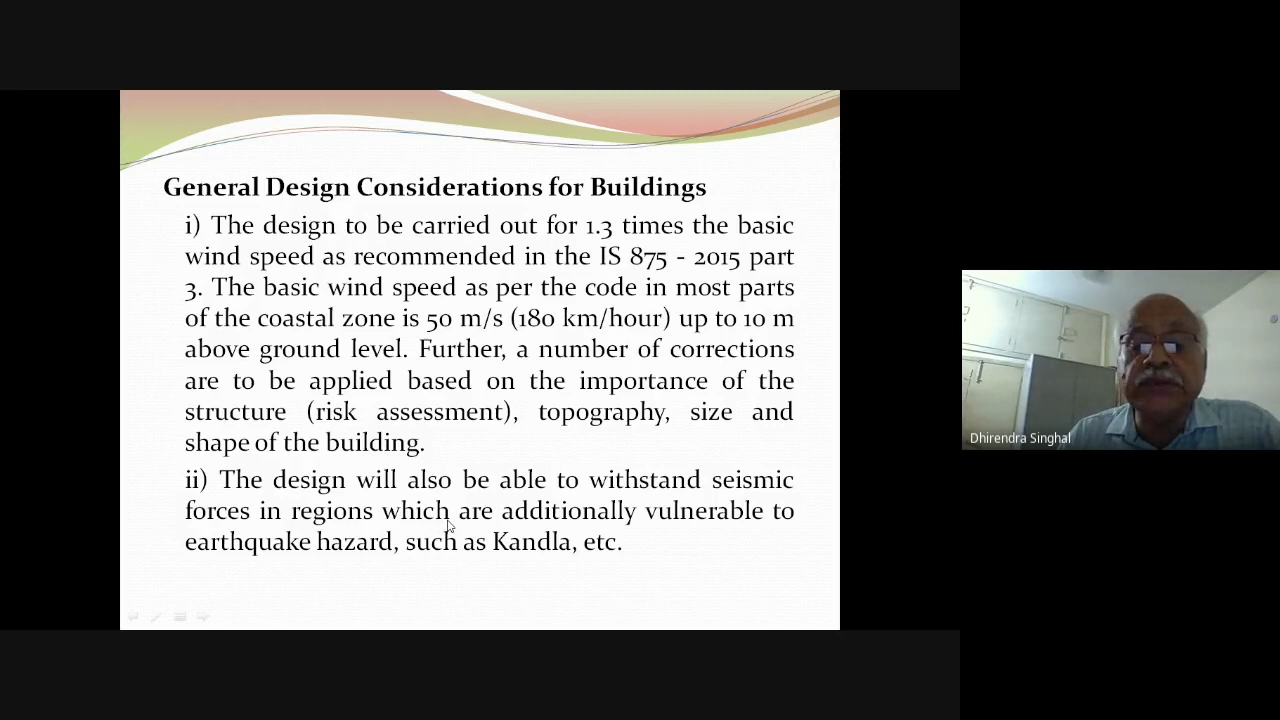 General Design Considerations for Buildings
i) The design to be carried out for 1.3 times the basic
wind speed as recommended in the IS 875 - 2015 part
3. The basic wind speed as per the code in most parts
of the coastal zone is 50 m/s (180 km/hour) up to 10 m
above ground level. Further, a number of corrections
are to be applied based on the importance of the
structure (risk assessment), topography, size and
shape of the building.
ii) The design will also be able to withstand seismic
forces in regions which are additionally vulnerable to
earthquake hazard, such as Kandla, etc.
Dhirendra Singhal